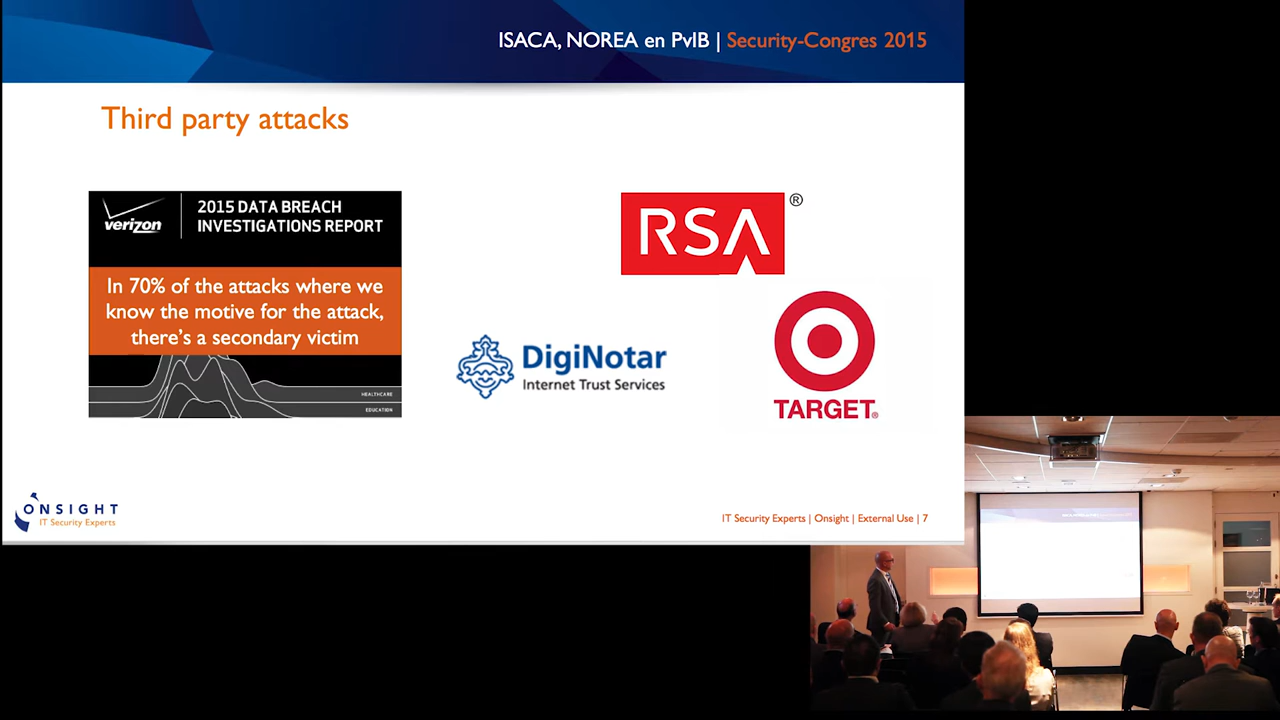 ISACA, NOREA en PvIB | Security-Congres 2015
Third party attacks
verizon
2015 DATA BREACH
INVESTIGATIONS REPORT
In 70% of the attacks where we
know the motive for the attack,
there's a secondary victim
HEALTHCARE
EDUCATION
RSA®
DigiNotar
Internet Trust Services
TARGET®
ONSIGHT
IT Security Experts
IT Security Experts | Onsight | External Use | 7